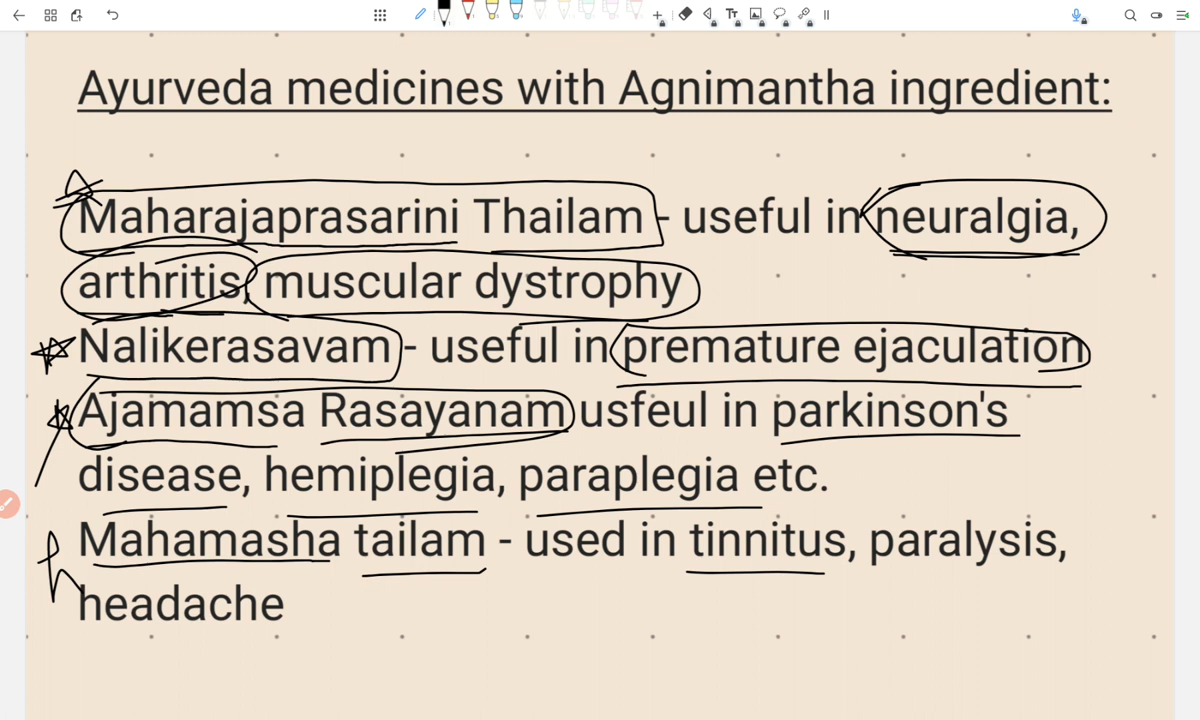 Ayurveda medicines with Agnimantha ingredient:
Maharajaprasarini Thailam - useful in neuralgia,
arthritis, muscular dystrophy
Nalikerasavam - useful in premature ejaculation
Ajamamsa Rasayanam usfeul in parkinson's
disease, hemiplegia, paraplegia etc.
Mahamasha tailam - used in tinnitus, paralysis,
headache